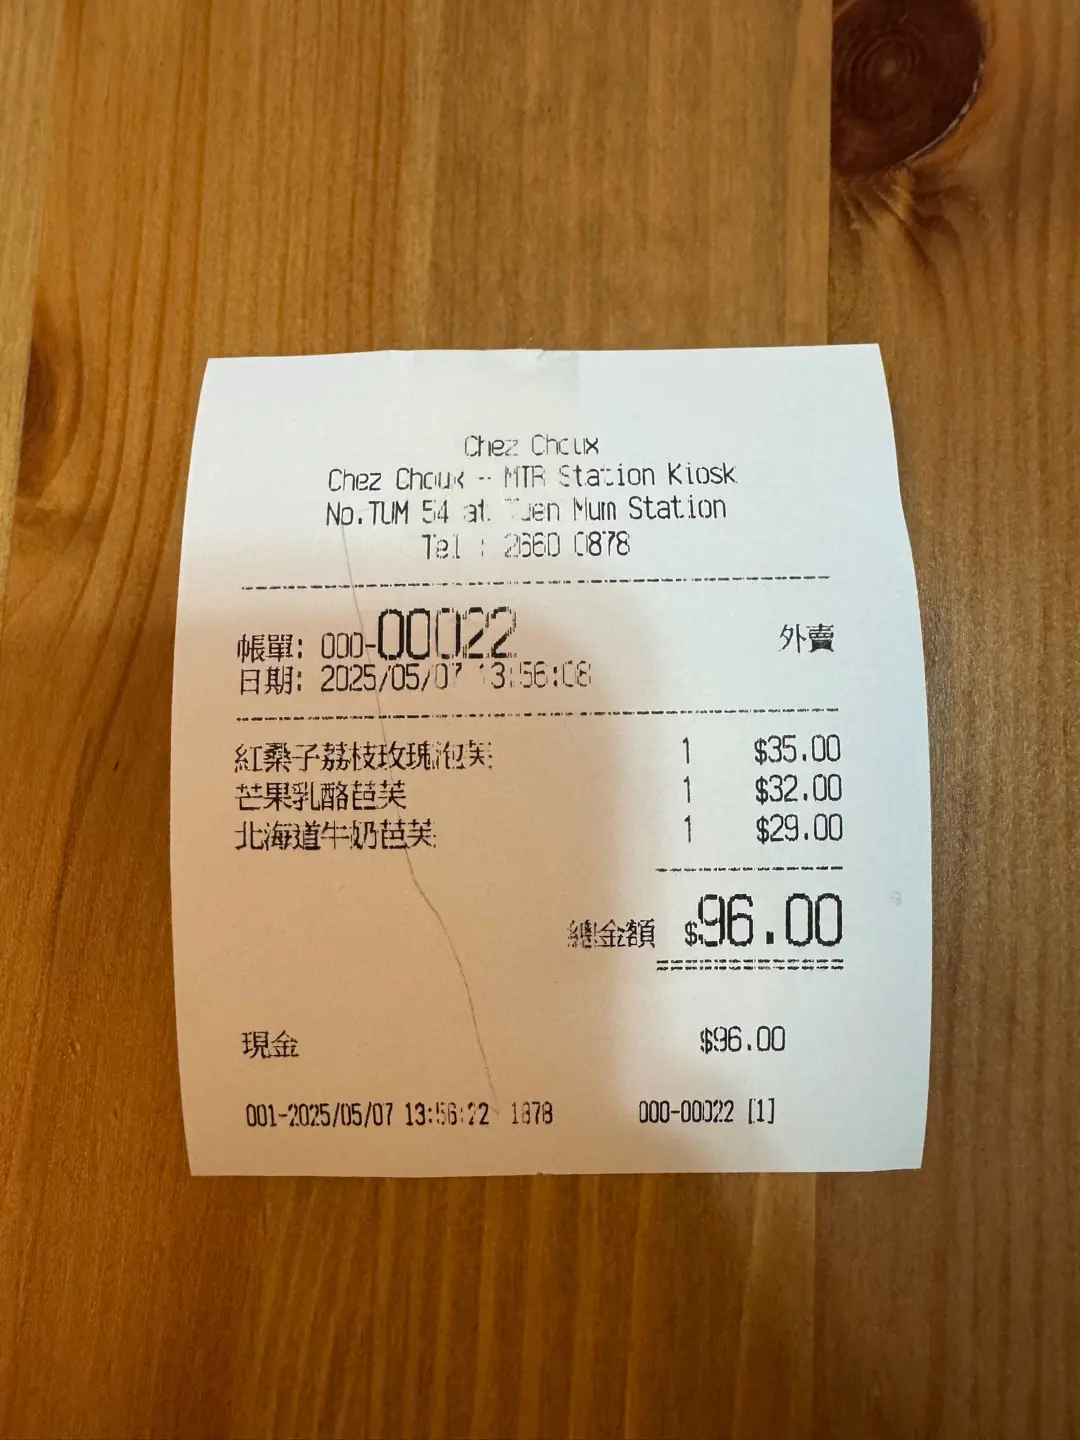 Chez Choux
Chez Choux -- MTR Station Kiosk
No.TUM 54 at Tuen Mum Station
Tel : 2660 0878
帳單: 000-00022 外賣
日期: 2025/05/07 13:56:08
紅桑子荔枝玫瑰泡芙 1 $35.00
芒果乳酪芭芙 1 $32.00
北海道牛奶芭芙 1 $29.00
總金額 $96.00
現金 $96.00
001-2025/05/07 13:56:22 1878 000-00022 [1]